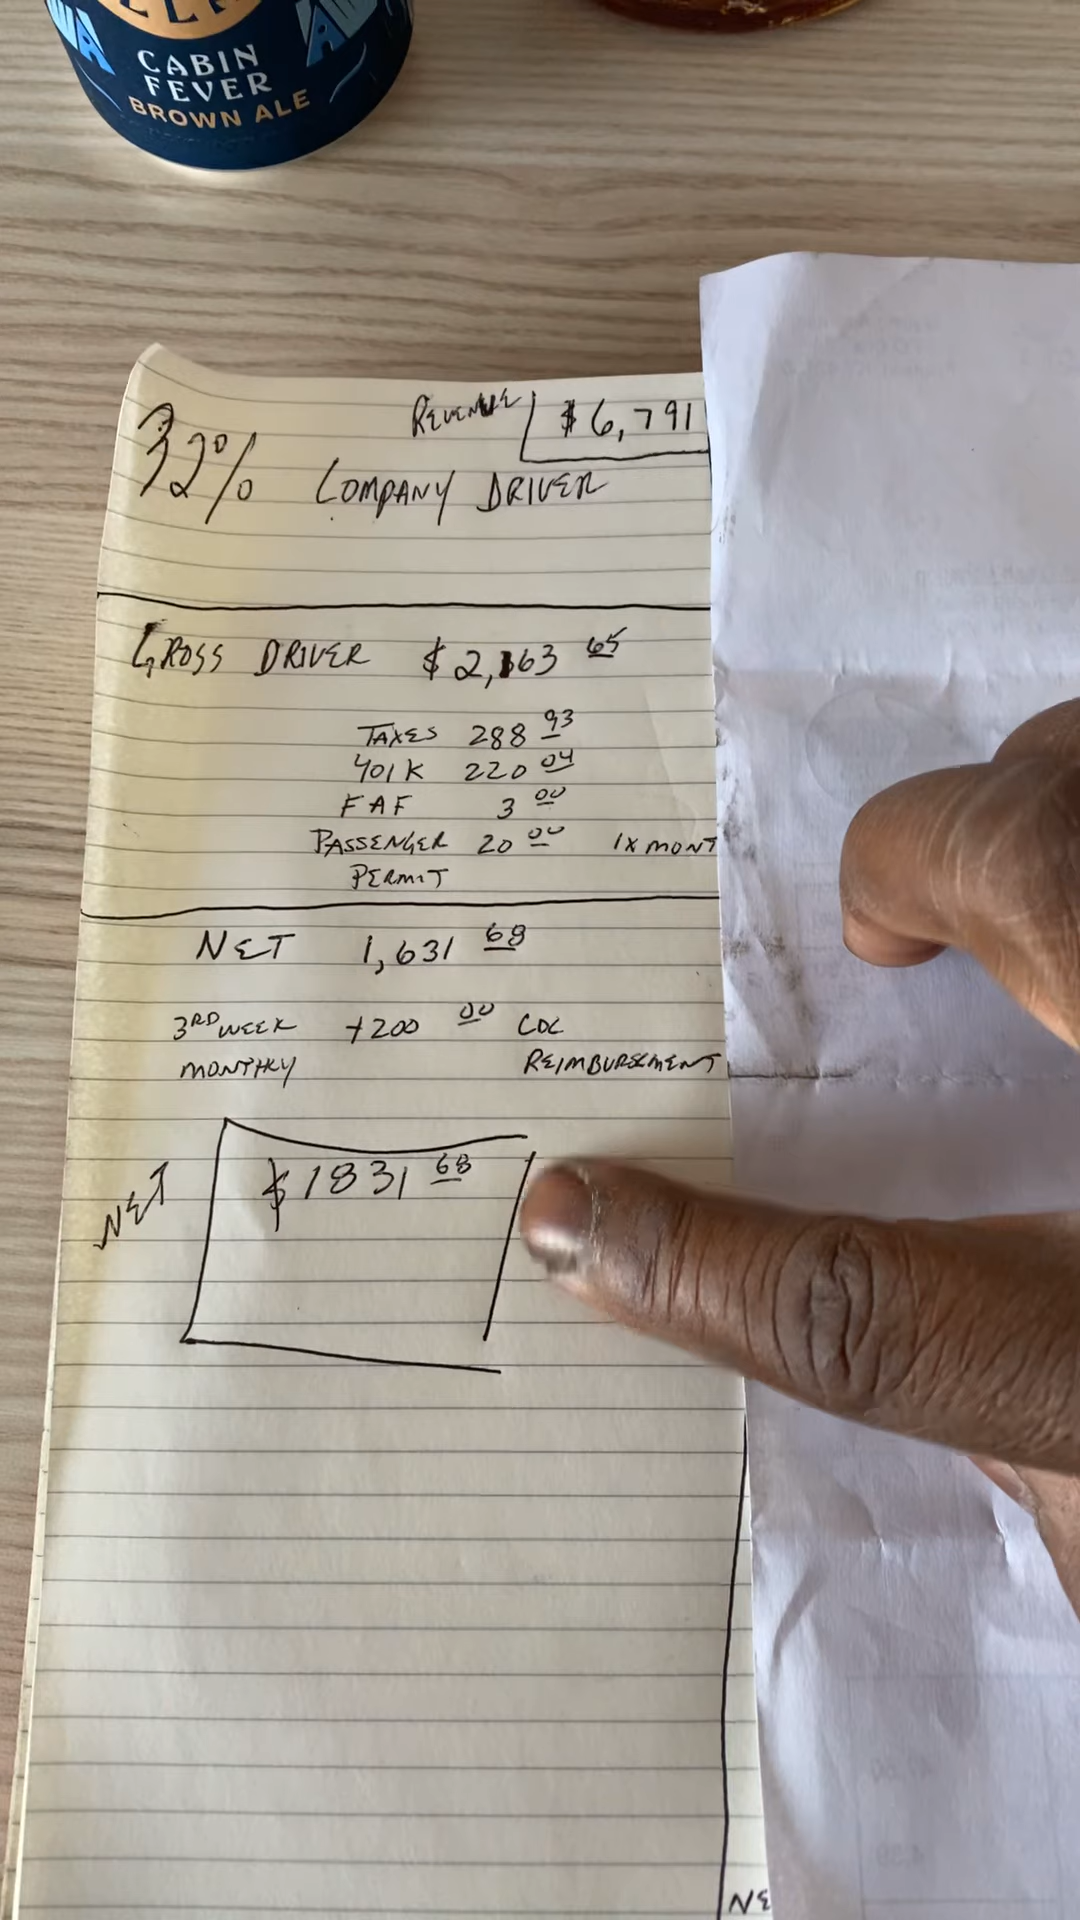 CABIN
FEVER
BROWN ALE
REVENUE $6,791
32% COMPANY DRIVER
GROSS DRIVER $2,163 65
TAXES 288 93
401K 220 04
FAF 3 00
PASSENGER 20 00 1X MONT
PERMIT
NET 1,631 68
3RD WEEK +200 00 CDL
MONTHLY REIMBURSEMENT
NET $1831 68
NE